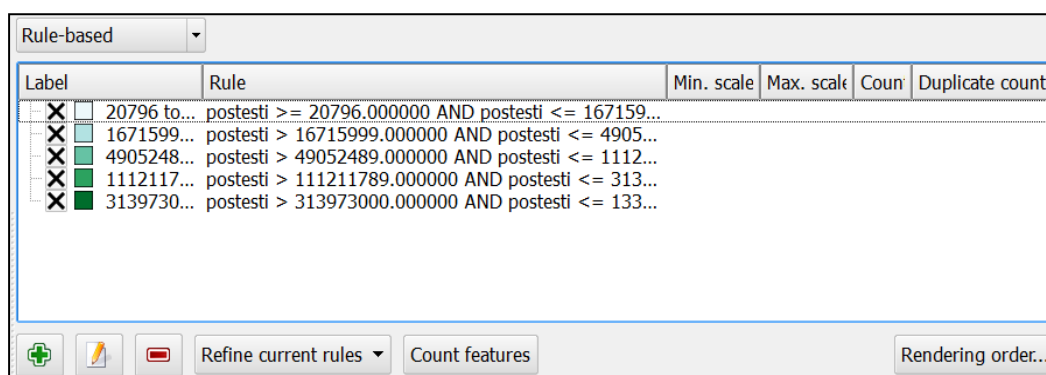 Rule-based
Label Rule Min. scale Max. scale Coun Duplicate count
20796 to... postesti >= 20796.000000 AND postesti <= 167159...
1671599... postesti > 16715999.000000 AND postesti <= 4905...
4905248... postesti > 49052489.000000 AND postesti <= 1112...
1112117... postesti > 111211789.000000 AND postesti <= 313...
3139730... postesti > 313973000.000000 AND postesti <= 133...
Refine current rules Count features Rendering order...